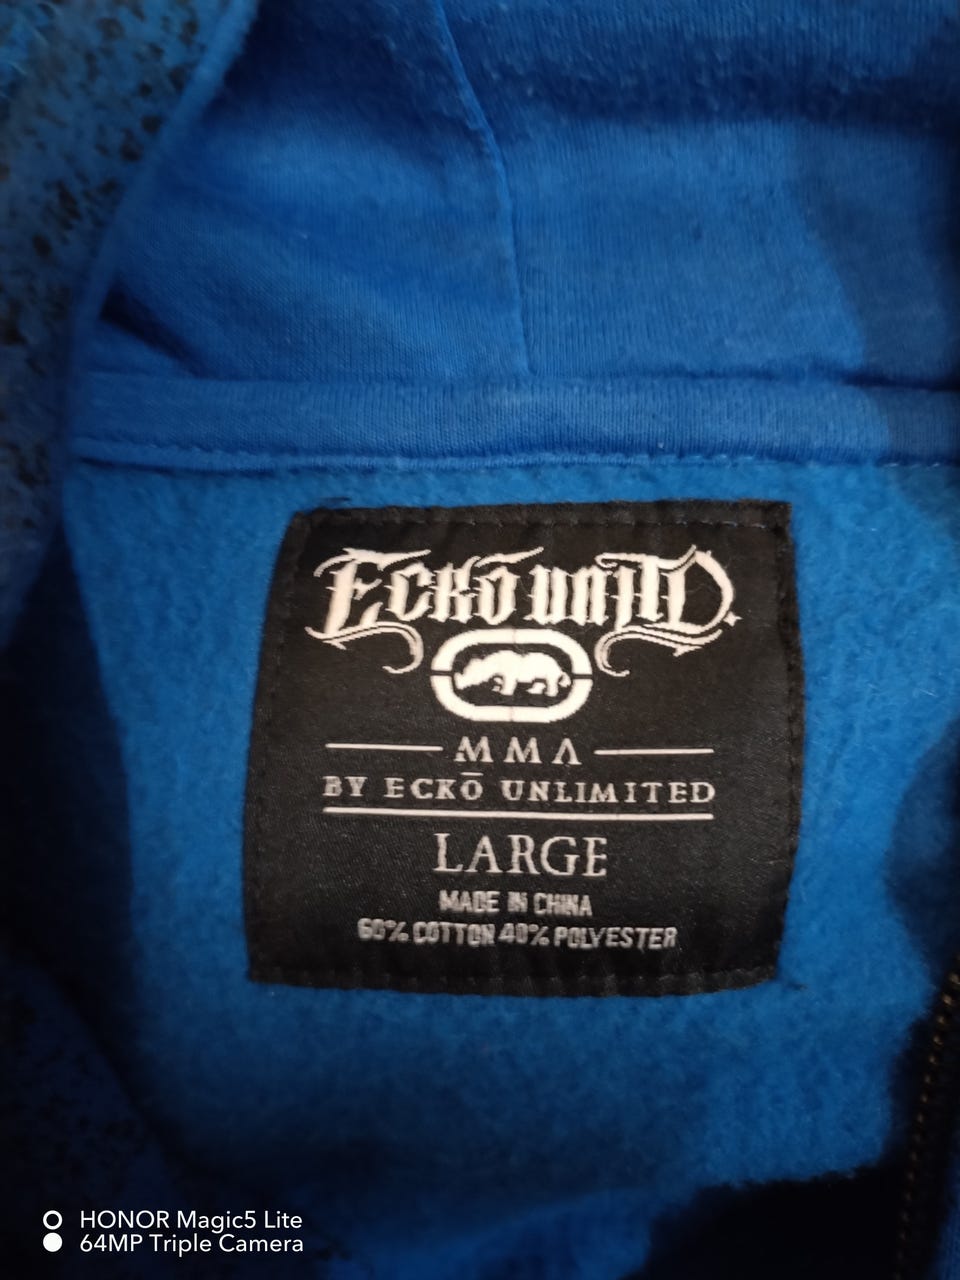 ECKŌ UNLTD.
MMA
BY ECKŌ UNLIMITED
LARGE
MADE IN CHINA
60% COTTON 40% POLYESTER
HONOR Magic5 Lite
64MP Triple Camera